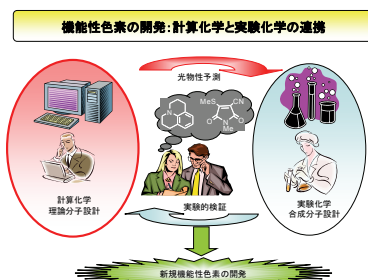 機能性色素の開発：計算化学と実験化学の連携
光物性予測
MeS
CN
N
O
N
O
Me
計算化学
理論分子設計
実験的検証
実験化学
合成分子設計
新規機能性色素の開発